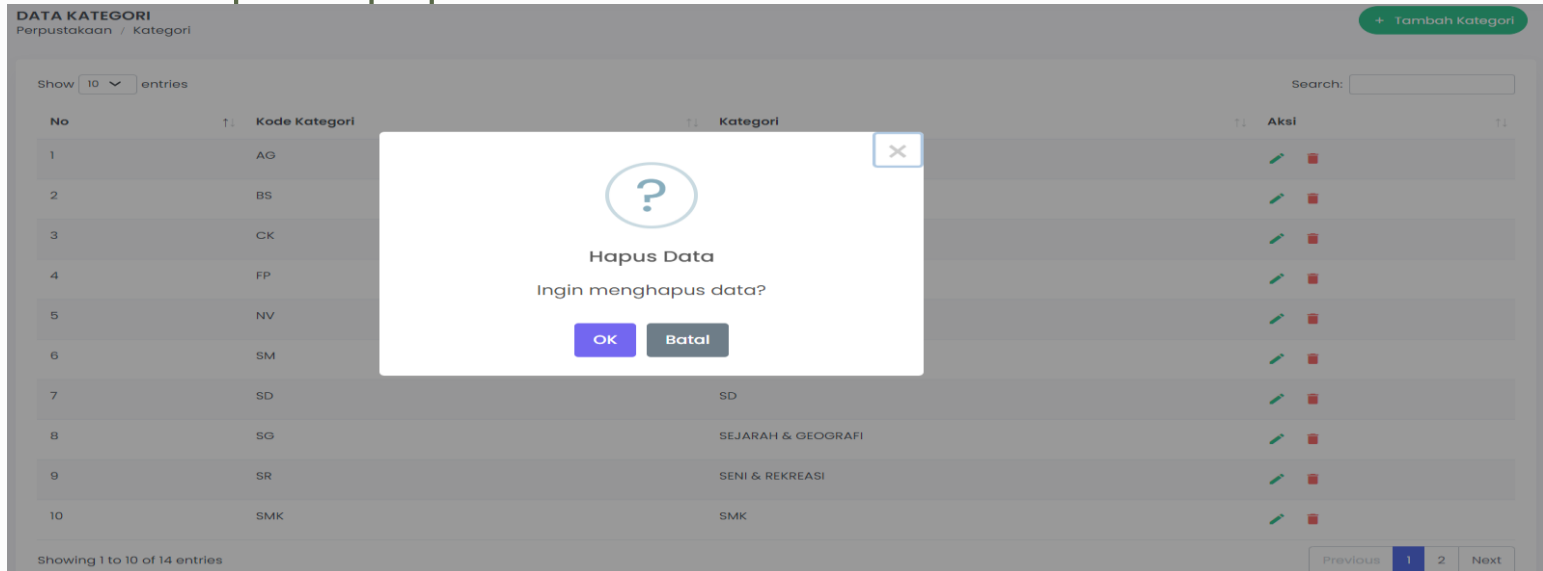 DATA KATEGORI
+ Tambah Kategori
Perpustakaan / Kategori
Show 10 entries
Search:
No Kode Kategori Kategori Aksi
1 AG
2 BS
3 CK
4 FP
5 NV
6 SM
×
?
Hapus Data
Ingin menghapus data?
OK Batal
7 SD SD
8 SG SEJARAH & GEOGRAFI
9 SR SENI & REKREASI
10 SMK SMK
Showing 1 to 10 of 14 entries
Previous 1 2 Next